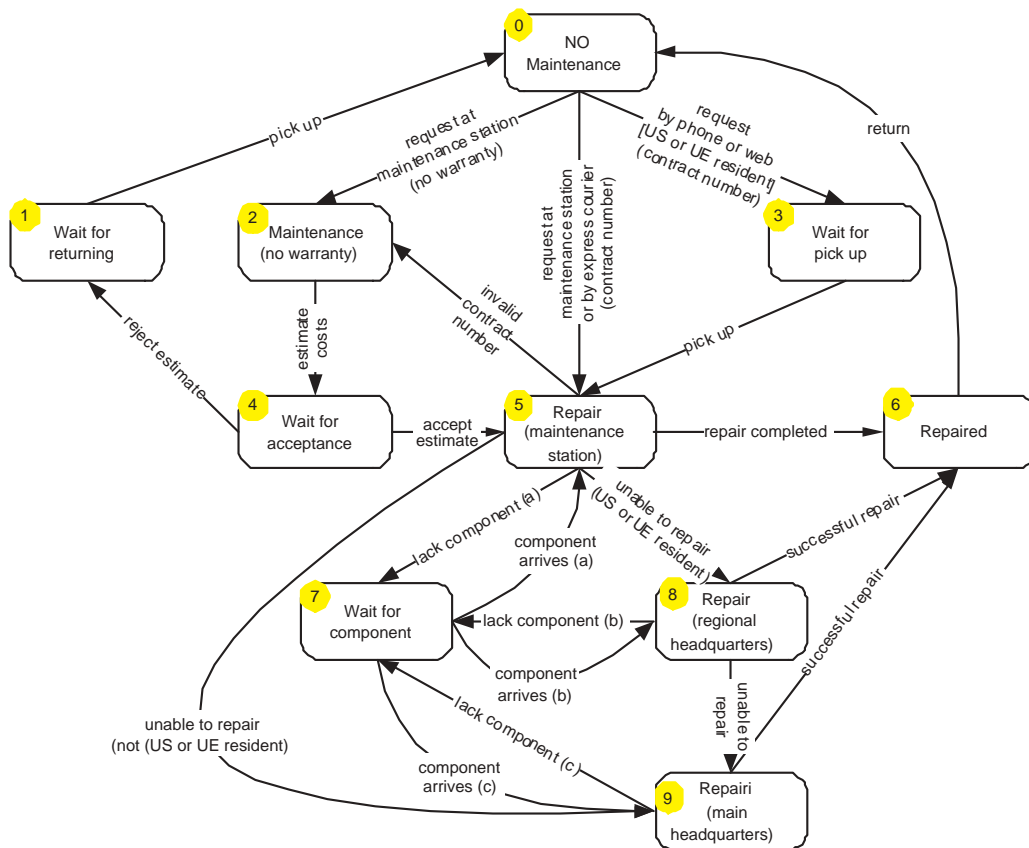 0
NO
Maintenance
pick up
request at
maintenance station
(no warranty)
request
by phone or web
[US or UE resident]
(contract number)
return
1
Wait for
returning
2
Maintenance
(no warranty)
request at
maintenance station
or by express courier
(contract number)
3
Wait for
pick up
reject estimate
estimate
costs
invalid
contract
number
pick up
4
Wait for
acceptance
accept
estimate
5
Repair
(maintenance
station)
repair completed
6
Repaired
lack component (a)
component
arrives (a)
unable to repair
(US or UE resident)
successful repair
7
Wait for
component
lack component (b)
component
arrives (b)
8
Repair
(regional
headquarters)
successful repair
unable to repair
(not (US or UE resident)
component
arrives (c)
lack component (c)
unable to
repair
9
Repairi
(main
headquarters)